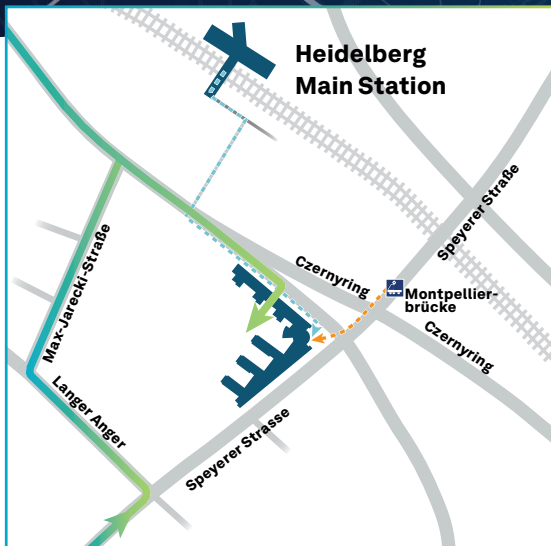 Heidelberg
Main Station
Speyerer Straße
Max-Jarecki-Straße
Czernyring
Montpellier-
brücke
Czernyring
Langer Anger
Speyerer Strasse